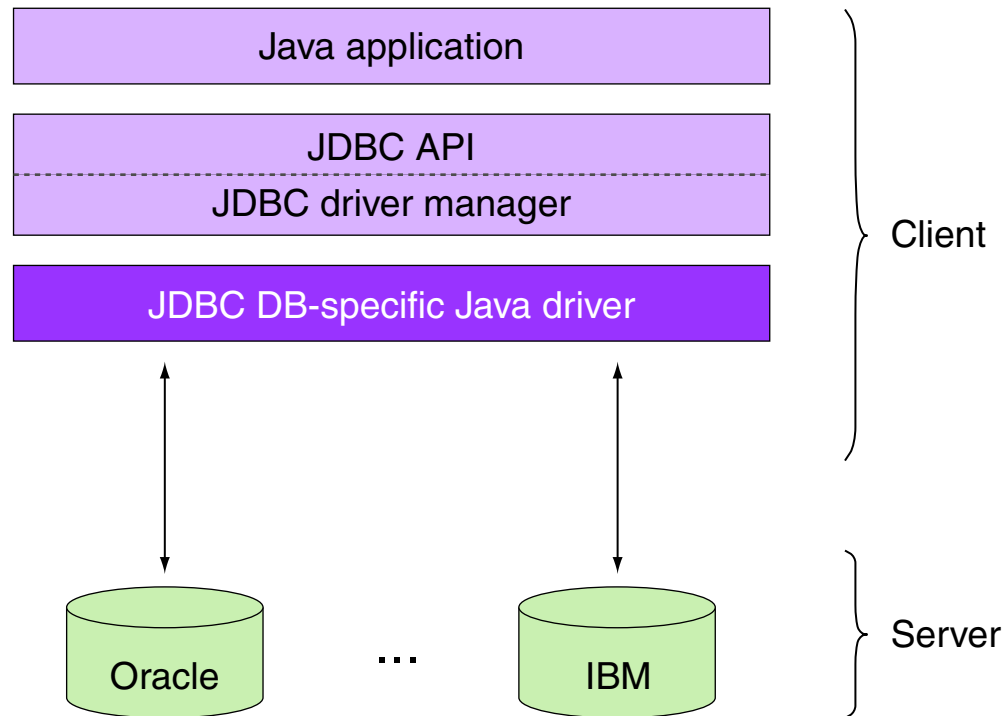 Java application
JDBC API
JDBC driver manager
Client
JDBC DB-specific Java driver
Server
Oracle
...
IBM